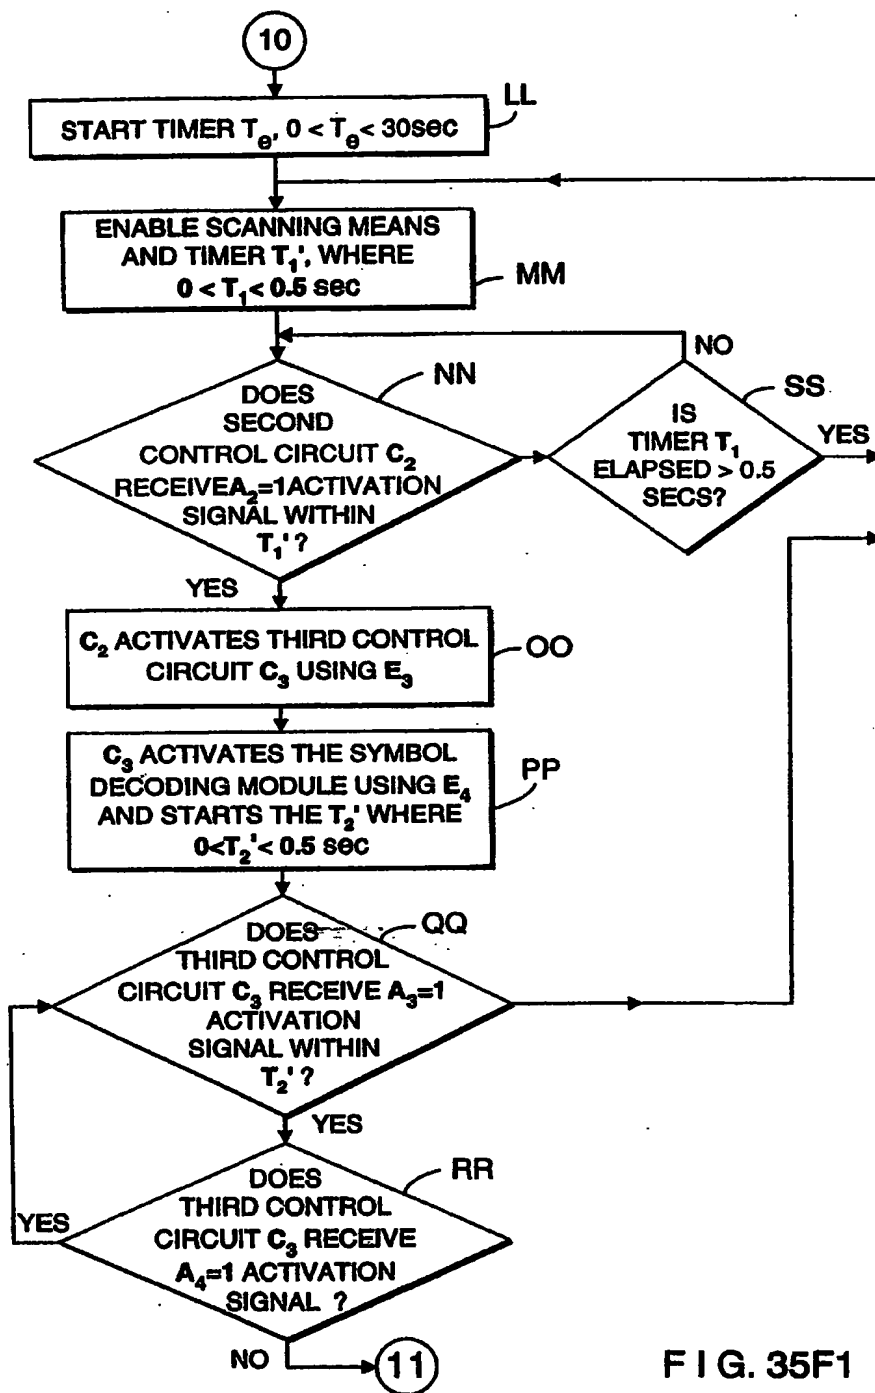 10
LL
START TIMER Te, 0 < Te < 30sec
ENABLE SCANNING MEANS
AND TIMER T1', WHERE
0 < T1 < 0.5 sec
MM
NN
DOES
SECOND
CONTROL CIRCUIT C2
RECEIVEA2=1ACTIVATION
SIGNAL WITHIN
T1' ?
NO
SS
IS
TIMER T1
ELAPSED > 0.5
SECS?
YES
YES
C2 ACTIVATES THIRD CONTROL
CIRCUIT C3 USING E3
OO
C3 ACTIVATES THE SYMBOL
DECODING MODULE USING E4
AND STARTS THE T2' WHERE
0<T2'< 0.5 sec
PP
QQ
DOES
THIRD CONTROL
CIRCUIT C3 RECEIVE A3=1
ACTIVATION
SIGNAL WITHIN
T2' ?
YES
RR
DOES
THIRD CONTROL
CIRCUIT C3 RECEIVE
A4=1 ACTIVATION
SIGNAL ?
YES
NO
11
FIG. 35F1